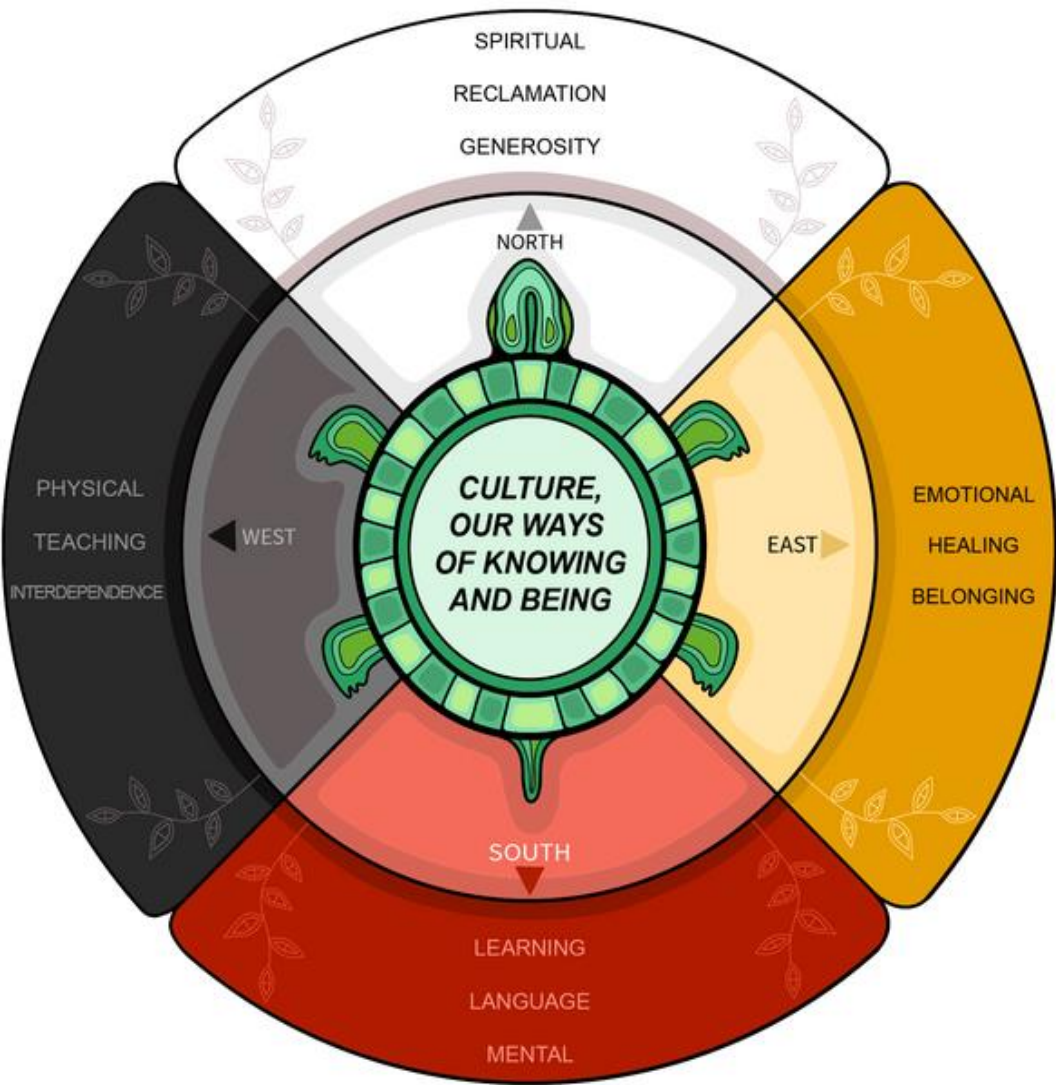 SPIRITUAL
RECLAMATION
GENEROSITY
NORTH
PHYSICAL
TEACHING
INTERDEPENDENCE
WEST
CULTURE,
OUR WAYS
OF KNOWING
AND BEING
EAST
EMOTIONAL
HEALING
BELONGING
SOUTH
LEARNING
LANGUAGE
MENTAL